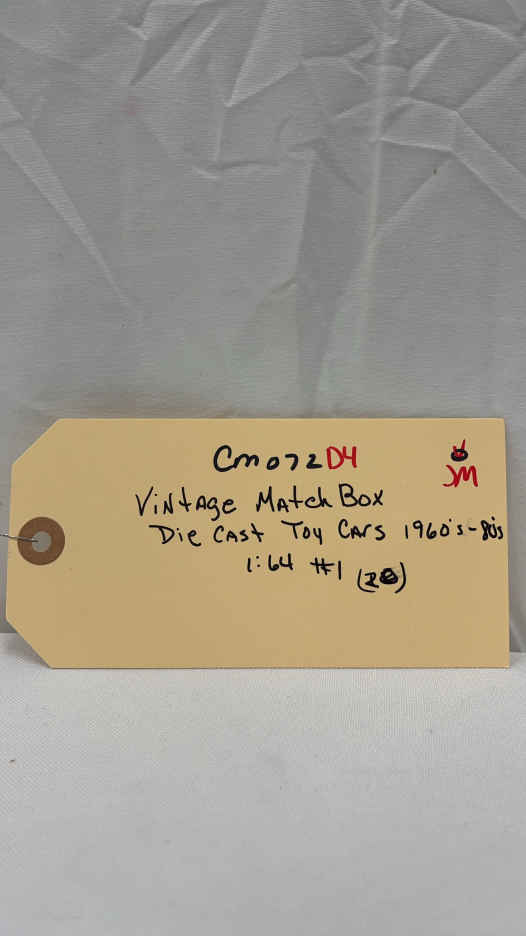 Cm072D4
JM
Vintage Match Box
Die Cast Toy Cars 1960's-80's
1:64 #1